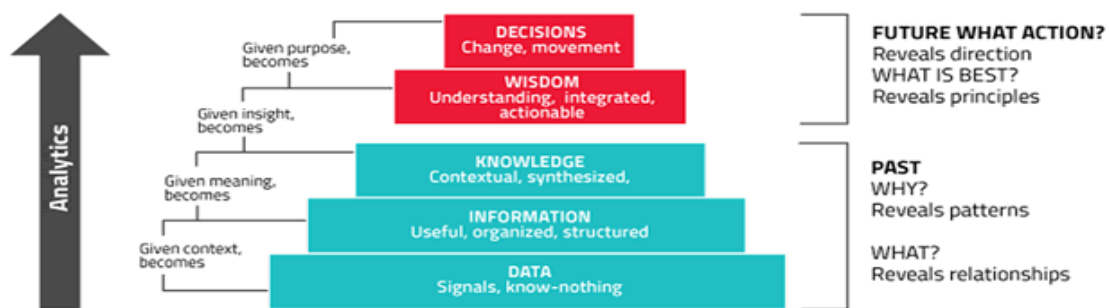 Analytics
Given purpose,
becomes
Given insight,
becomes
Given meaning,
becomes
Given context,
becomes
DECISIONS
Change, movement
WISDOM
Understanding, integrated,
actionable
KNOWLEDGE
Contextual, synthesized,
INFORMATION
Useful, organized, structured
DATA
Signals, know-nothing
FUTURE WHAT ACTION?
Reveals direction
WHAT IS BEST?
Reveals principles
PAST
WHY?
Reveals patterns
WHAT?
Reveals relationships